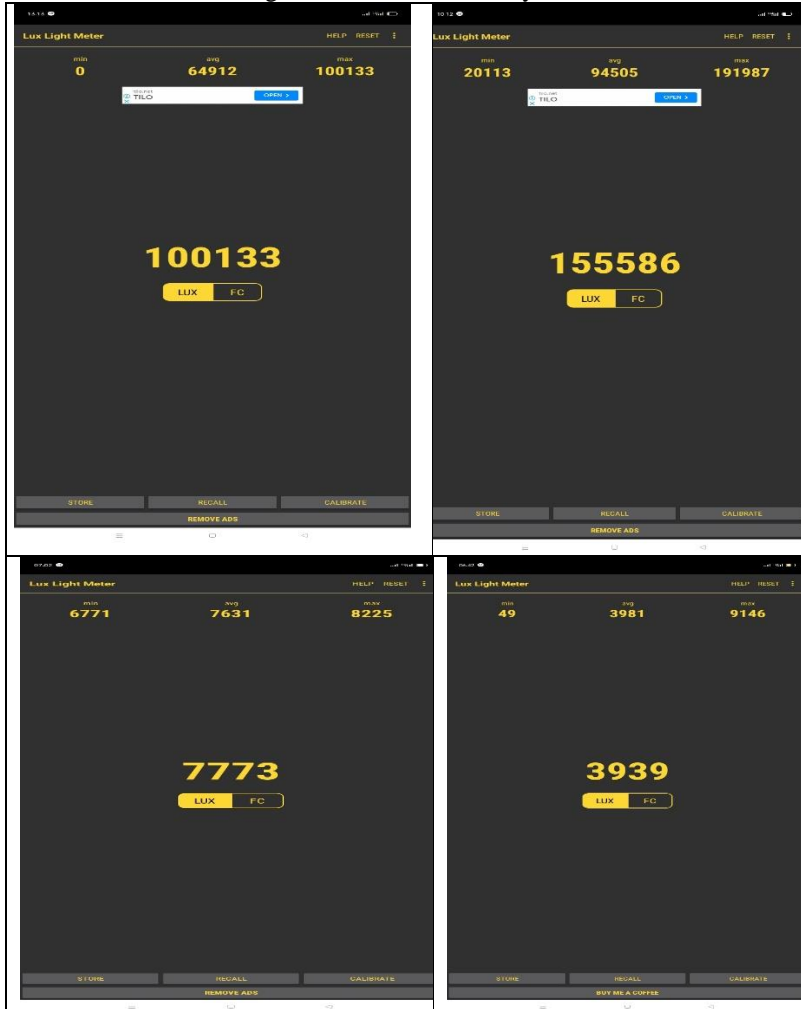 Lux Light Meter HELP RESET
min avg max
0 64912 100133
TILO OPEN >
100133
LUX FC
STORE RECALL CALIBRATE
REMOVE ADS
10:12
Lux Light Meter HELP RESET
min avg max
20113 94505 191987
TILO OPEN >
155586
LUX FC
STORE RECALL CALIBRATE
REMOVE ADS
07.02
Lux Light Meter HELP RESET
min avg max
6771 7631 8225
7773
LUX FC
STORE RECALL CALIBRATE
REMOVE ADS
Lux Light Meter HELP RESET
min avg max
49 3981 9146
3939
LUX FC
STORE RECALL CALIBRATE
BUY ME A COFFEE